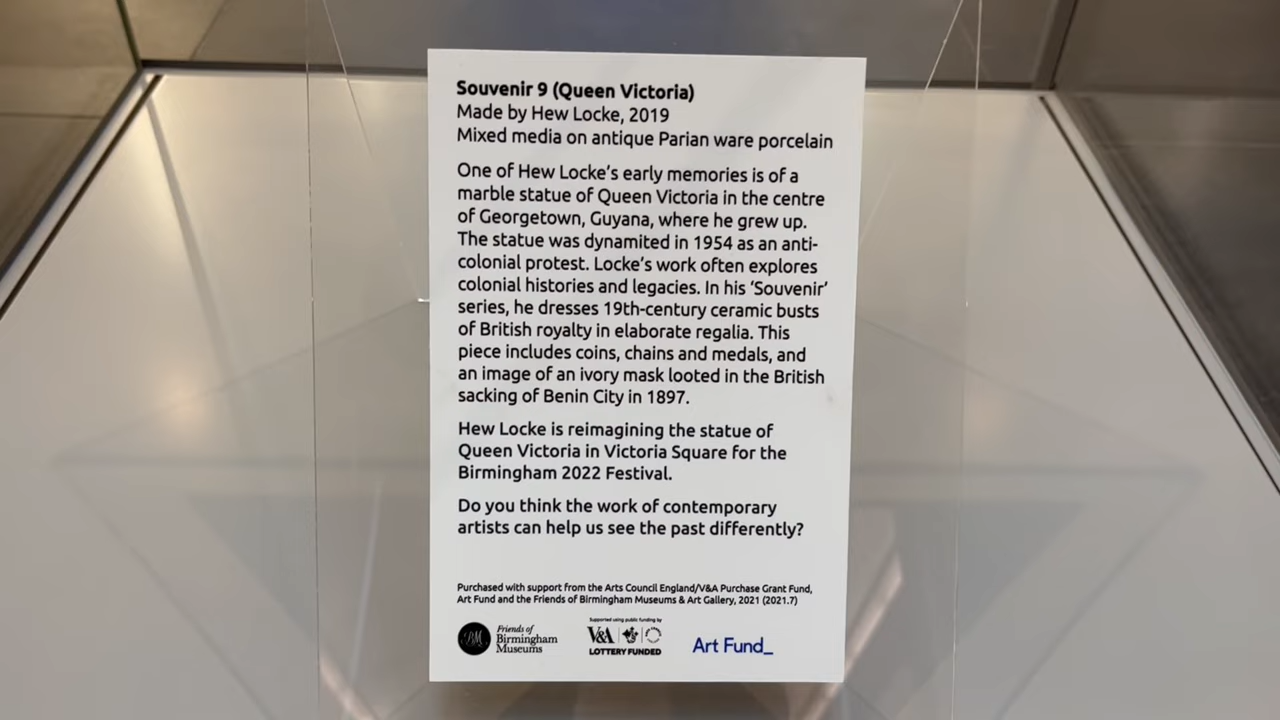 Souvenir 9 (Queen Victoria)
Made by Hew Locke, 2019
Mixed media on antique Parian ware porcelain
One of Hew Locke's early memories is of a
marble statue of Queen Victoria in the centre
of Georgetown, Guyana, where he grew up.
The statue was dynamited in 1954 as an anti-
colonial protest. Locke's work often explores
colonial histories and legacies. In his ‘Souvenir’
series, he dresses 19th-century ceramic busts
of British royalty in elaborate regalia. This
piece includes coins, chains and medals, and
an image of an ivory mask looted in the British
sacking of Benin City in 1897.
Hew Locke is reimagining the statue of
Queen Victoria in Victoria Square for the
Birmingham 2022 Festival.
Do you think the work of contemporary
artists can help us see the past differently?
Purchased with support from the Arts Council England/V&A Purchase Grant Fund,
Art Fund and the Friends of Birmingham Museums & Art Gallery, 2021 (2021.7)
Friends of
Birmingham
Museums
Supported using public funding by
V&A
LOTTERY FUNDED
Art Fund_